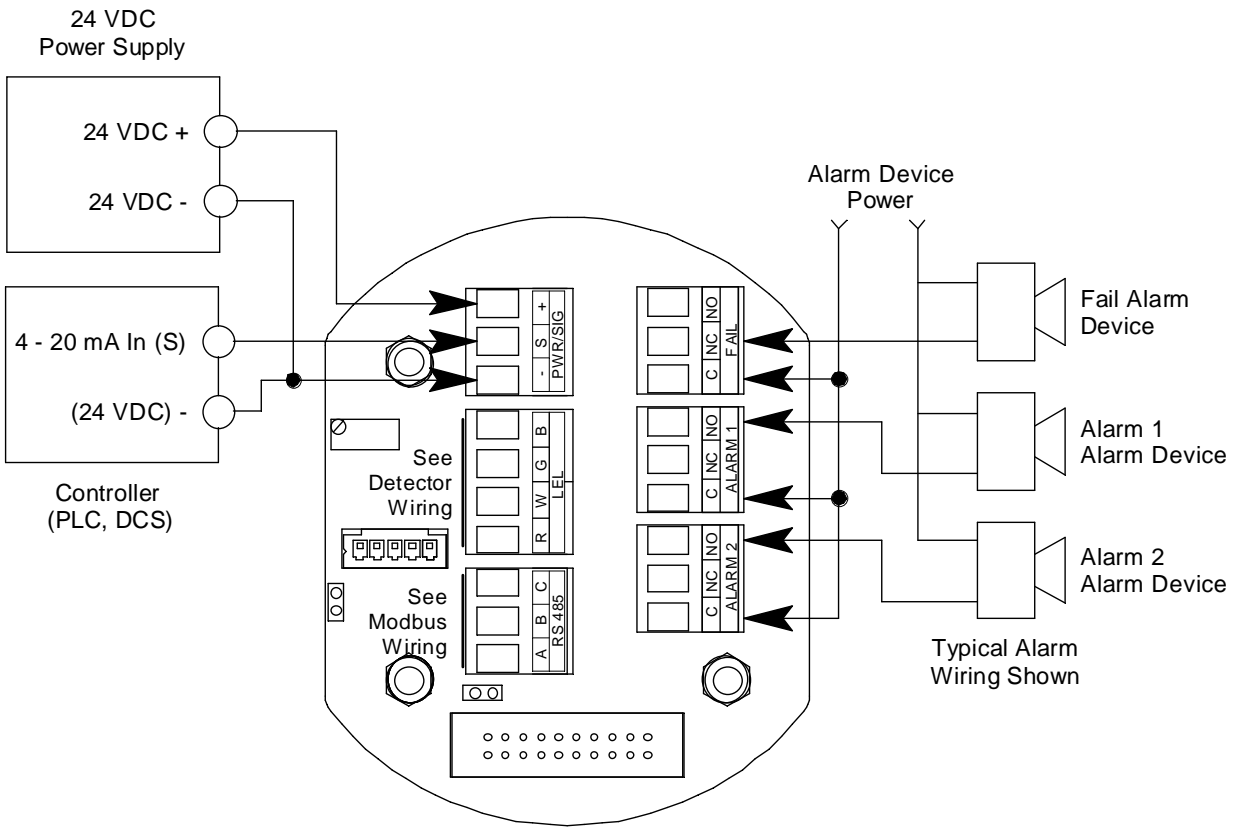 24 VDC
Power Supply
24 VDC +
24 VDC -
4 - 20 mA In (S)
(24 VDC) -
Controller
(PLC, DCS)
Alarm Device
Power
+
S
-
PWR/SIG
B
G
W
R
LEL
See
Detector
Wiring
C
B
A
RS 485
See
Modbus
Wiring
C NC NO
FAIL
C NC NO
ALARM 1
C NC NO
ALARM 2
Fail Alarm
Device
Alarm 1
Alarm Device
Alarm 2
Alarm Device
Typical Alarm
Wiring Shown